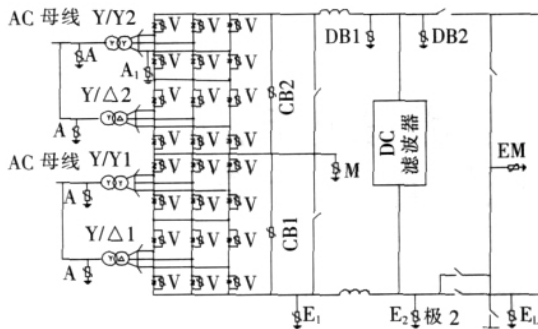 AC 母线 Y/Y2
A
A₁
V V V
V V V
Y/△2
A
V V V
V V V
CB2
DB1
DB2
DC
滤波器
EM
M
AC 母线 Y/Y1
A
V V V
V V V
CB1
Y/△1
A
V V V
V V V
E₁
E₂ 极 2
E_L